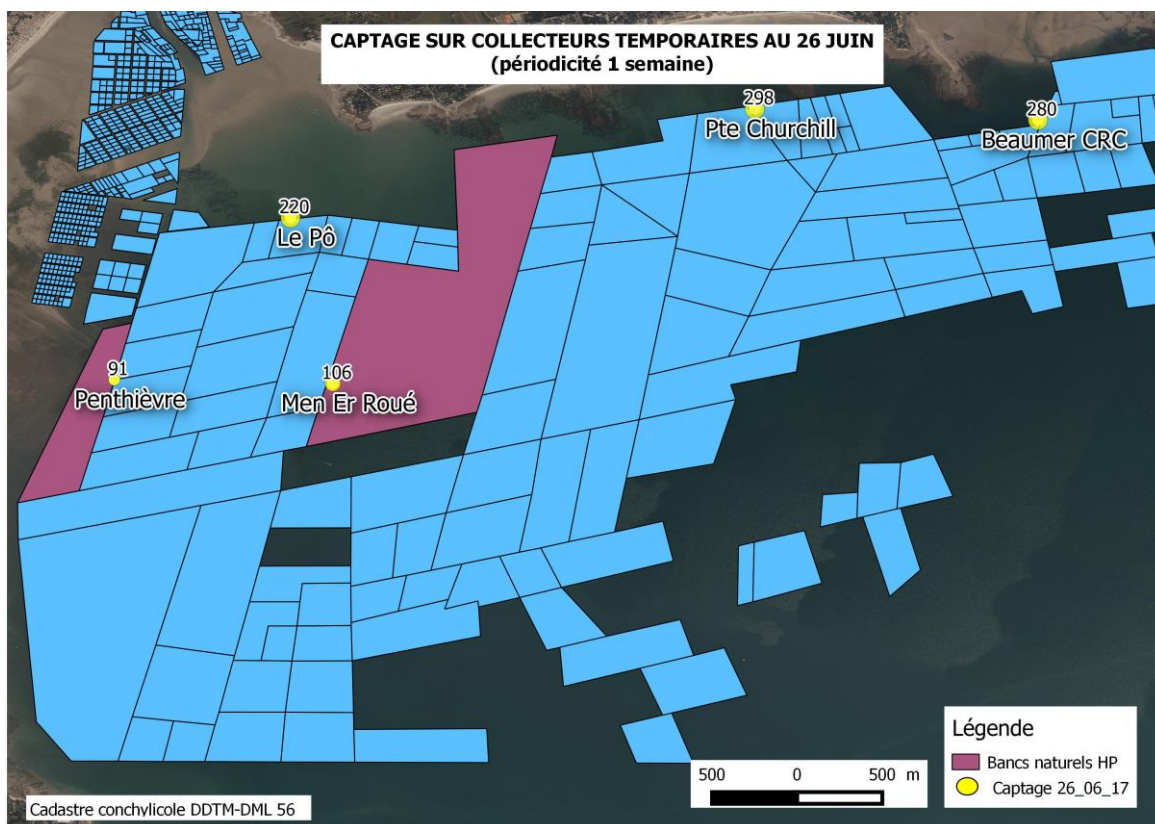 CAPTAGE SUR COLLECTEURS TEMPORAIRES AU 26 JUIN
(périodicité 1 semaine)
298
Pte Churchill
280
Beaumer CRC
220
Le Pô
91
Penthièvre
106
Men Er Roué
Légende
Bancs naturels HP
Captage 26_06_17
500 0 500 m
Cadastre conchylicole DDTM-DML 56